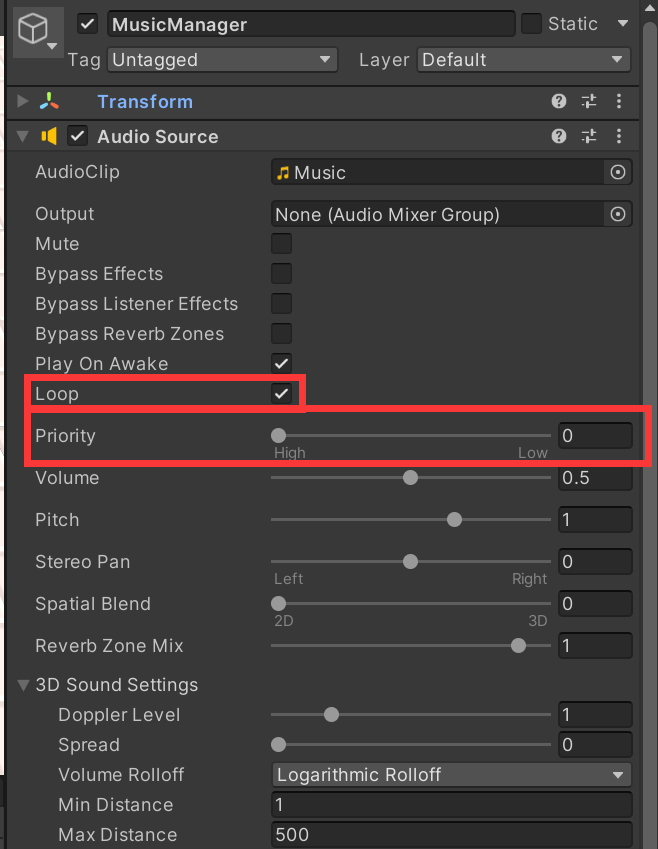 MusicManager Static
Tag Untagged Layer Default
Transform
Audio Source
AudioClip Music
Output None (Audio Mixer Group)
Mute
Bypass Effects
Bypass Listener Effects
Bypass Reverb Zones
Play On Awake
Loop
Priority 0
High Low
Volume 0.5
Pitch 1
Stereo Pan 0
Left Right
Spatial Blend 0
2D 3D
Reverb Zone Mix 1
3D Sound Settings
Doppler Level 1
Spread 0
Volume Rolloff Logarithmic Rolloff
Min Distance 1
Max Distance 500